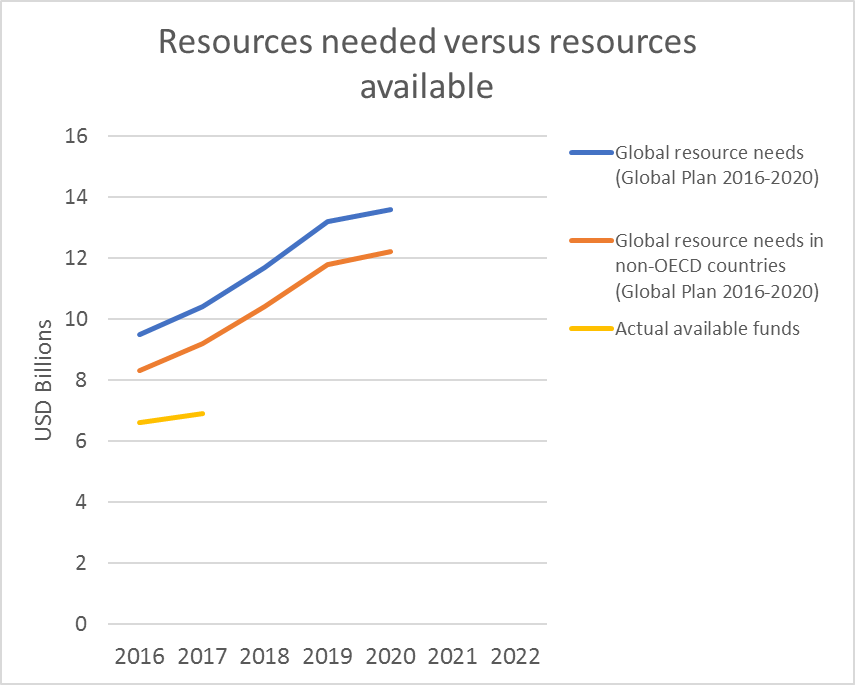 Resources needed versus resources
available
16
14
12
10
8
6
4
2
0
USD Billions
2016 2017 2018 2019 2020 2021 2022
Global resource needs
(Global Plan 2016-2020)
Global resource needs in
non-OECD countries
(Global Plan 2016-2020)
Actual available funds